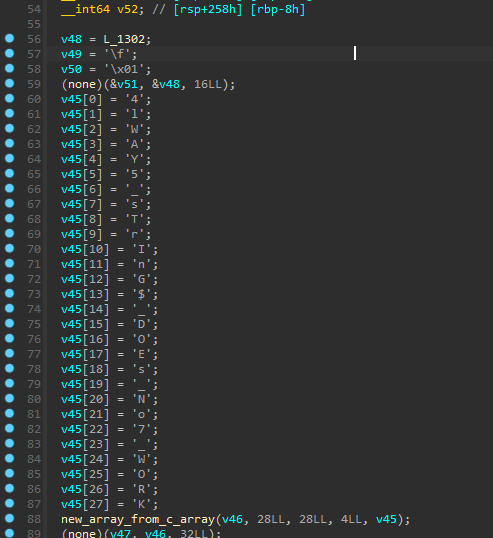 54 __int64 v52; // [rsp+258h] [rbp-8h]
55
56 v48 = L_1302;
57 v49 = '\f';
58 v50 = '\x01';
59 (none)(&v51, &v48, 16LL);
60 v45[0] = '4';
61 v45[1] = 'l';
62 v45[2] = 'W';
63 v45[3] = 'A';
64 v45[4] = 'Y';
65 v45[5] = '5';
66 v45[6] = '_';
67 v45[7] = 's';
68 v45[8] = 'T';
69 v45[9] = 'r';
70 v45[10] = 'I';
71 v45[11] = 'n';
72 v45[12] = 'G';
73 v45[13] = '$';
74 v45[14] = '_';
75 v45[15] = 'D';
76 v45[16] = 'O';
77 v45[17] = 'E';
78 v45[18] = 's';
79 v45[19] = '_';
80 v45[20] = 'N';
81 v45[21] = 'o';
82 v45[22] = '7';
83 v45[23] = '_';
84 v45[24] = 'W';
85 v45[25] = 'O';
86 v45[26] = 'R';
87 v45[27] = 'K';
88 new_array_from_c_array(v46, 28LL, 28LL, 4LL, v45);
89 (none)(v47, v46, 32LL);